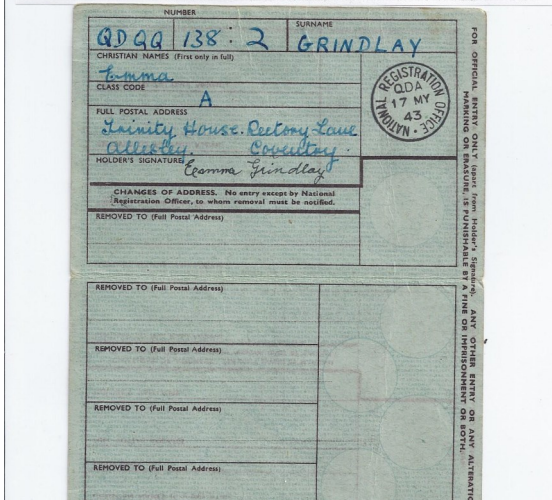 NUMBER SURNAME
QDQQ 138 : 2 GRINDLAY
CHRISTIAN NAMES (First only in full)
Emma
CLASS CODE
A
FULL POSTAL ADDRESS
Trinity House. Rectory Lane
Allesley. Coventry.
HOLDER'S SIGNATURE Emma Grindlay
NATIONAL REGISTRATION OFFICE
QDA
17 MY
43
CHANGES OF ADDRESS. No entry except by National
Registration Officer, to whom removal must be notified.
REMOVED TO (Full Postal Address)
REMOVED TO (Full Postal Address)
REMOVED TO (Full Postal Address)
REMOVED TO (Full Postal Address)
REMOVED TO (Full Postal Address)
FOR OFFICIAL ENTRY ONLY (apart from Holder's Signature). ANY OTHER ENTRY OR ANY ALTERATIO
MARKING OR ERASURE, IS PUNISHABLE BY A FINE OR IMPRISONMENT OR BOTH.